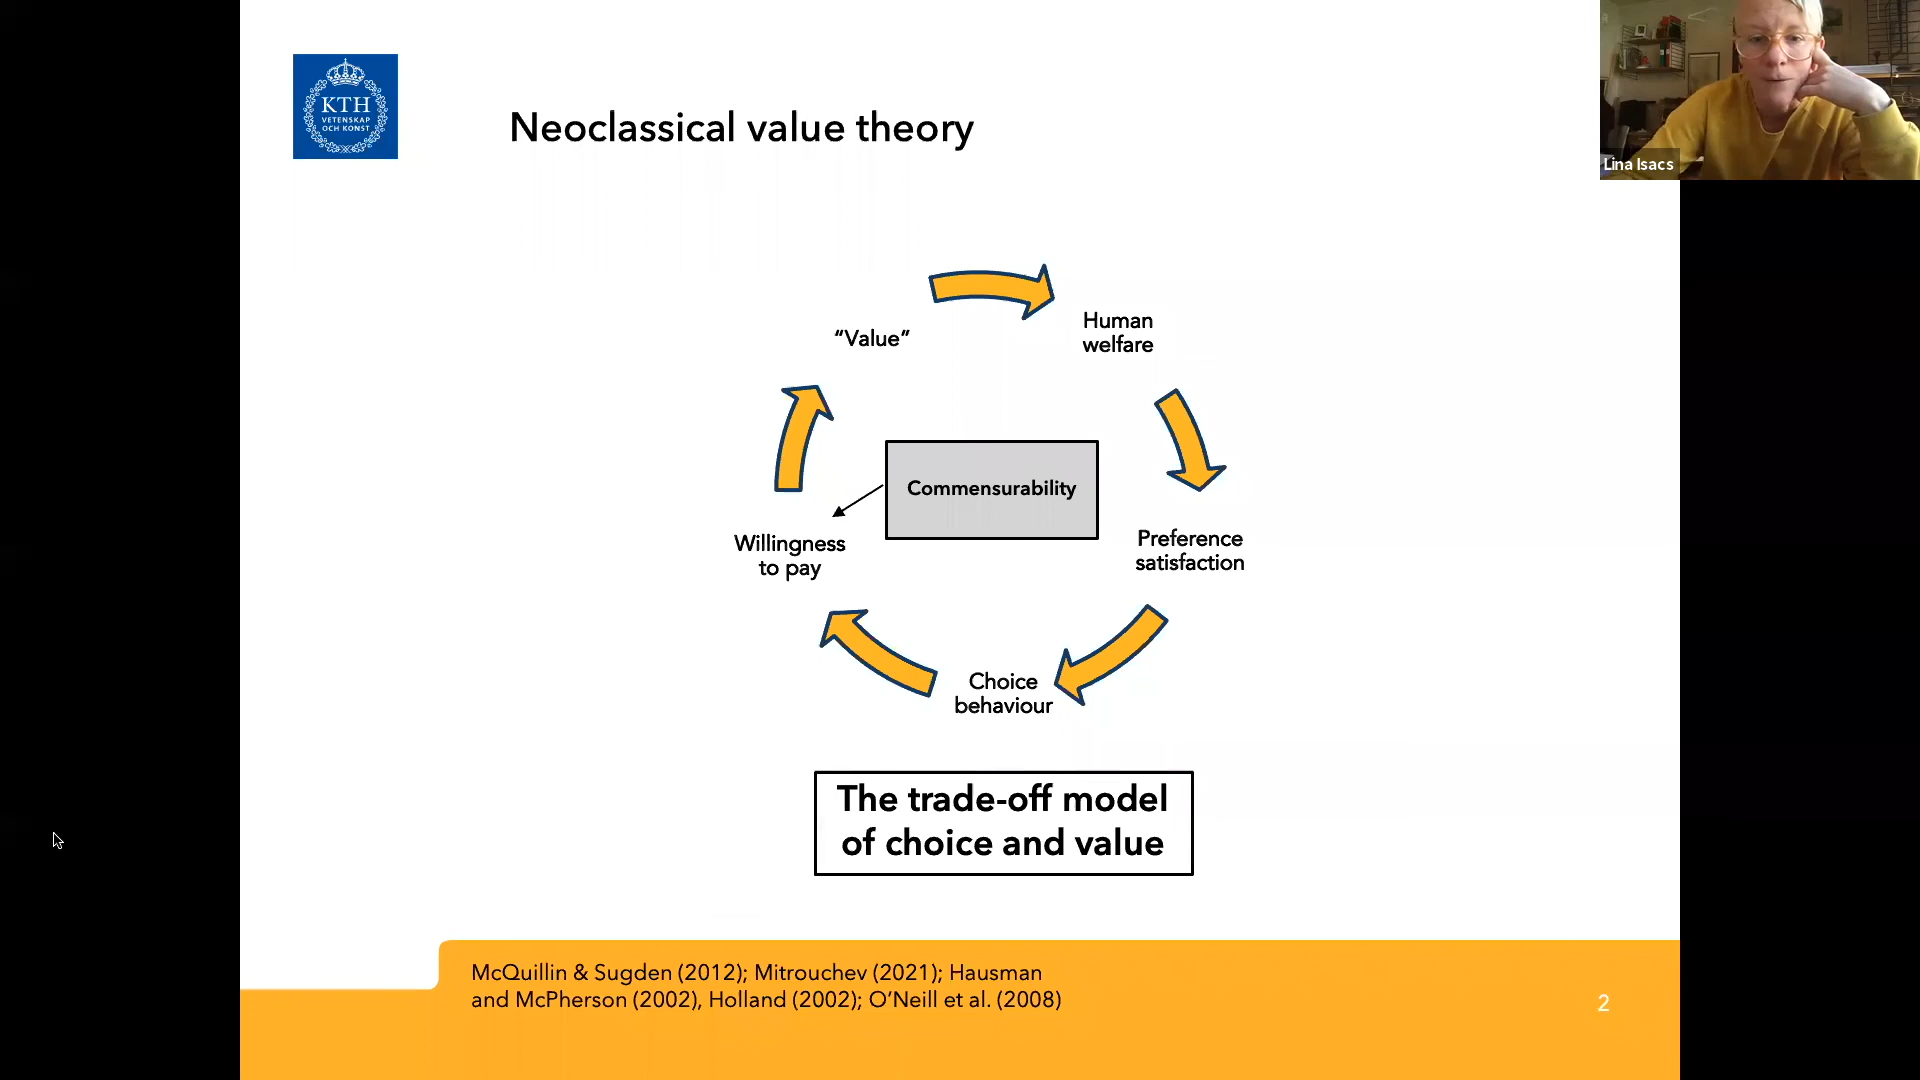 KTH
VETENSKAP
OCH KONST
Neoclassical value theory
Lina Isacs
“Value”
Human
welfare
Commensurability
Willingness
to pay
Preference
satisfaction
Choice
behaviour
The trade-off model
of choice and value
McQuillin & Sugden (2012); Mitrouchev (2021); Hausman
and McPherson (2002), Holland (2002); O’Neill et al. (2008)
2